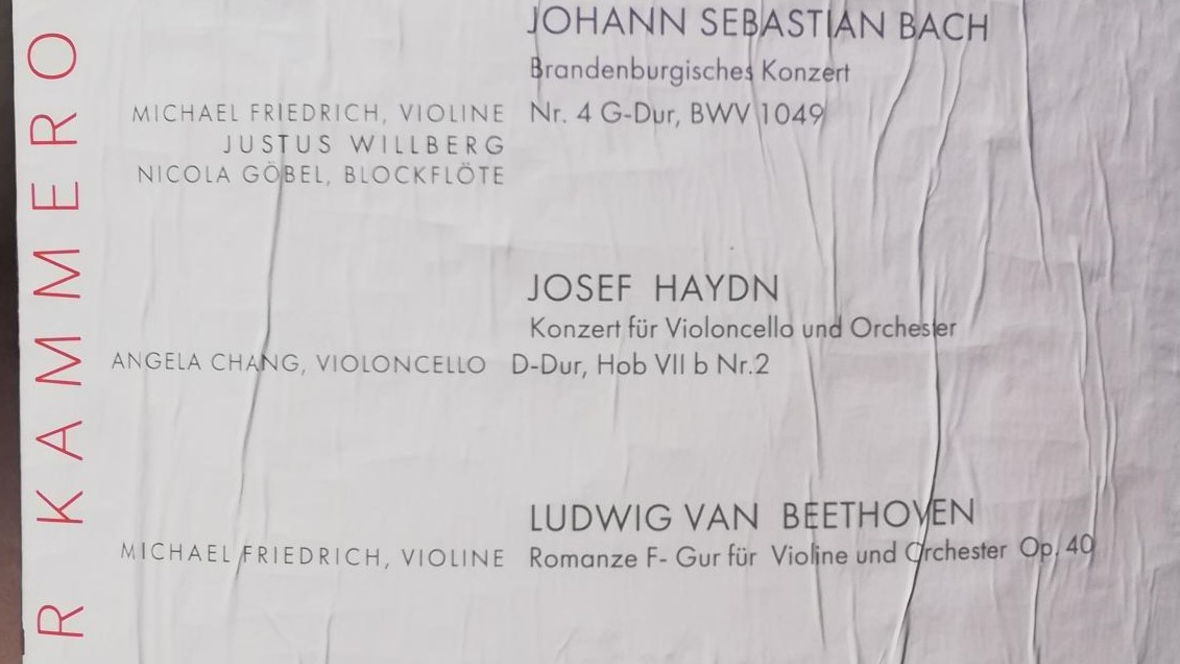 R KAMMERO
JOHANN SEBASTIAN BACH
Brandenburgisches Konzert
MICHAEL FRIEDRICH, VIOLINE Nr. 4 G-Dur, BWV 1049
JUSTUS WILLBERG
NICOLA GÖBEL, BLOCKFLÖTE
JOSEF HAYDN
Konzert für Violoncello und Orchester
ANGELA CHANG, VIOLONCELLO D-Dur, Hob VII b Nr.2
LUDWIG VAN BEETHOVEN
MICHAEL FRIEDRICH, VIOLINE Romanze F- Gur für Violine und Orchester Op. 40